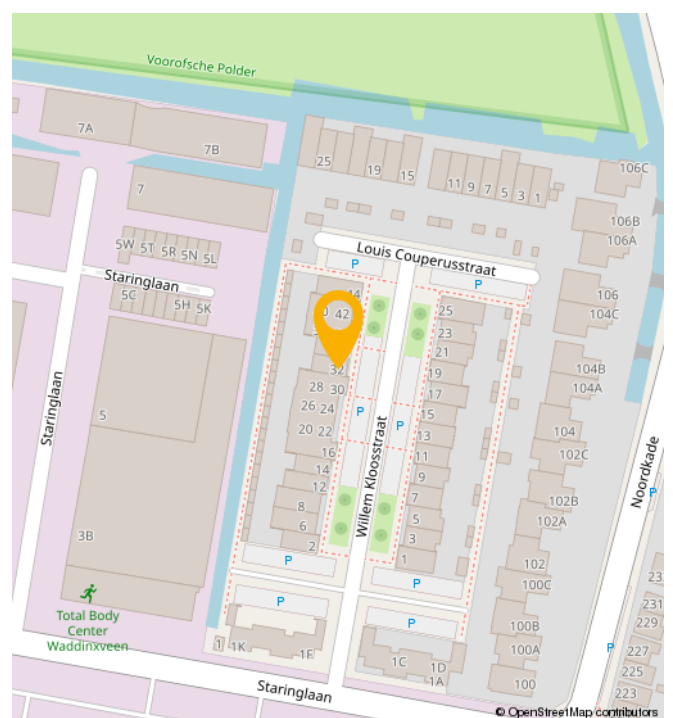 Voorofsche Polder
7A
7B
7
25
19
15
11
9
7
5
3
1
106C
106B
106A
5W
5T
5R
5N
5L
Staringlaan
5C
5H
5K
Louis Couperusstraat
P
P
106
104C
44
42
25
23
21
19
17
15
13
11
9
7
5
3
1
32
30
28
26
24
22
20
16
14
12
8
6
2
P
P
Willem Kloosstraat
104B
104A
104
102C
102B
102A
102
100C
100B
100A
100
Noordkade
P
P
Staringlaan
5
3B
Total Body
Center
Waddinxveen
P
P
P
P
1
1K
1F
1C
1D
1A
Staringlaan
231
229
227
225
223
© OpenStreetMap contributors